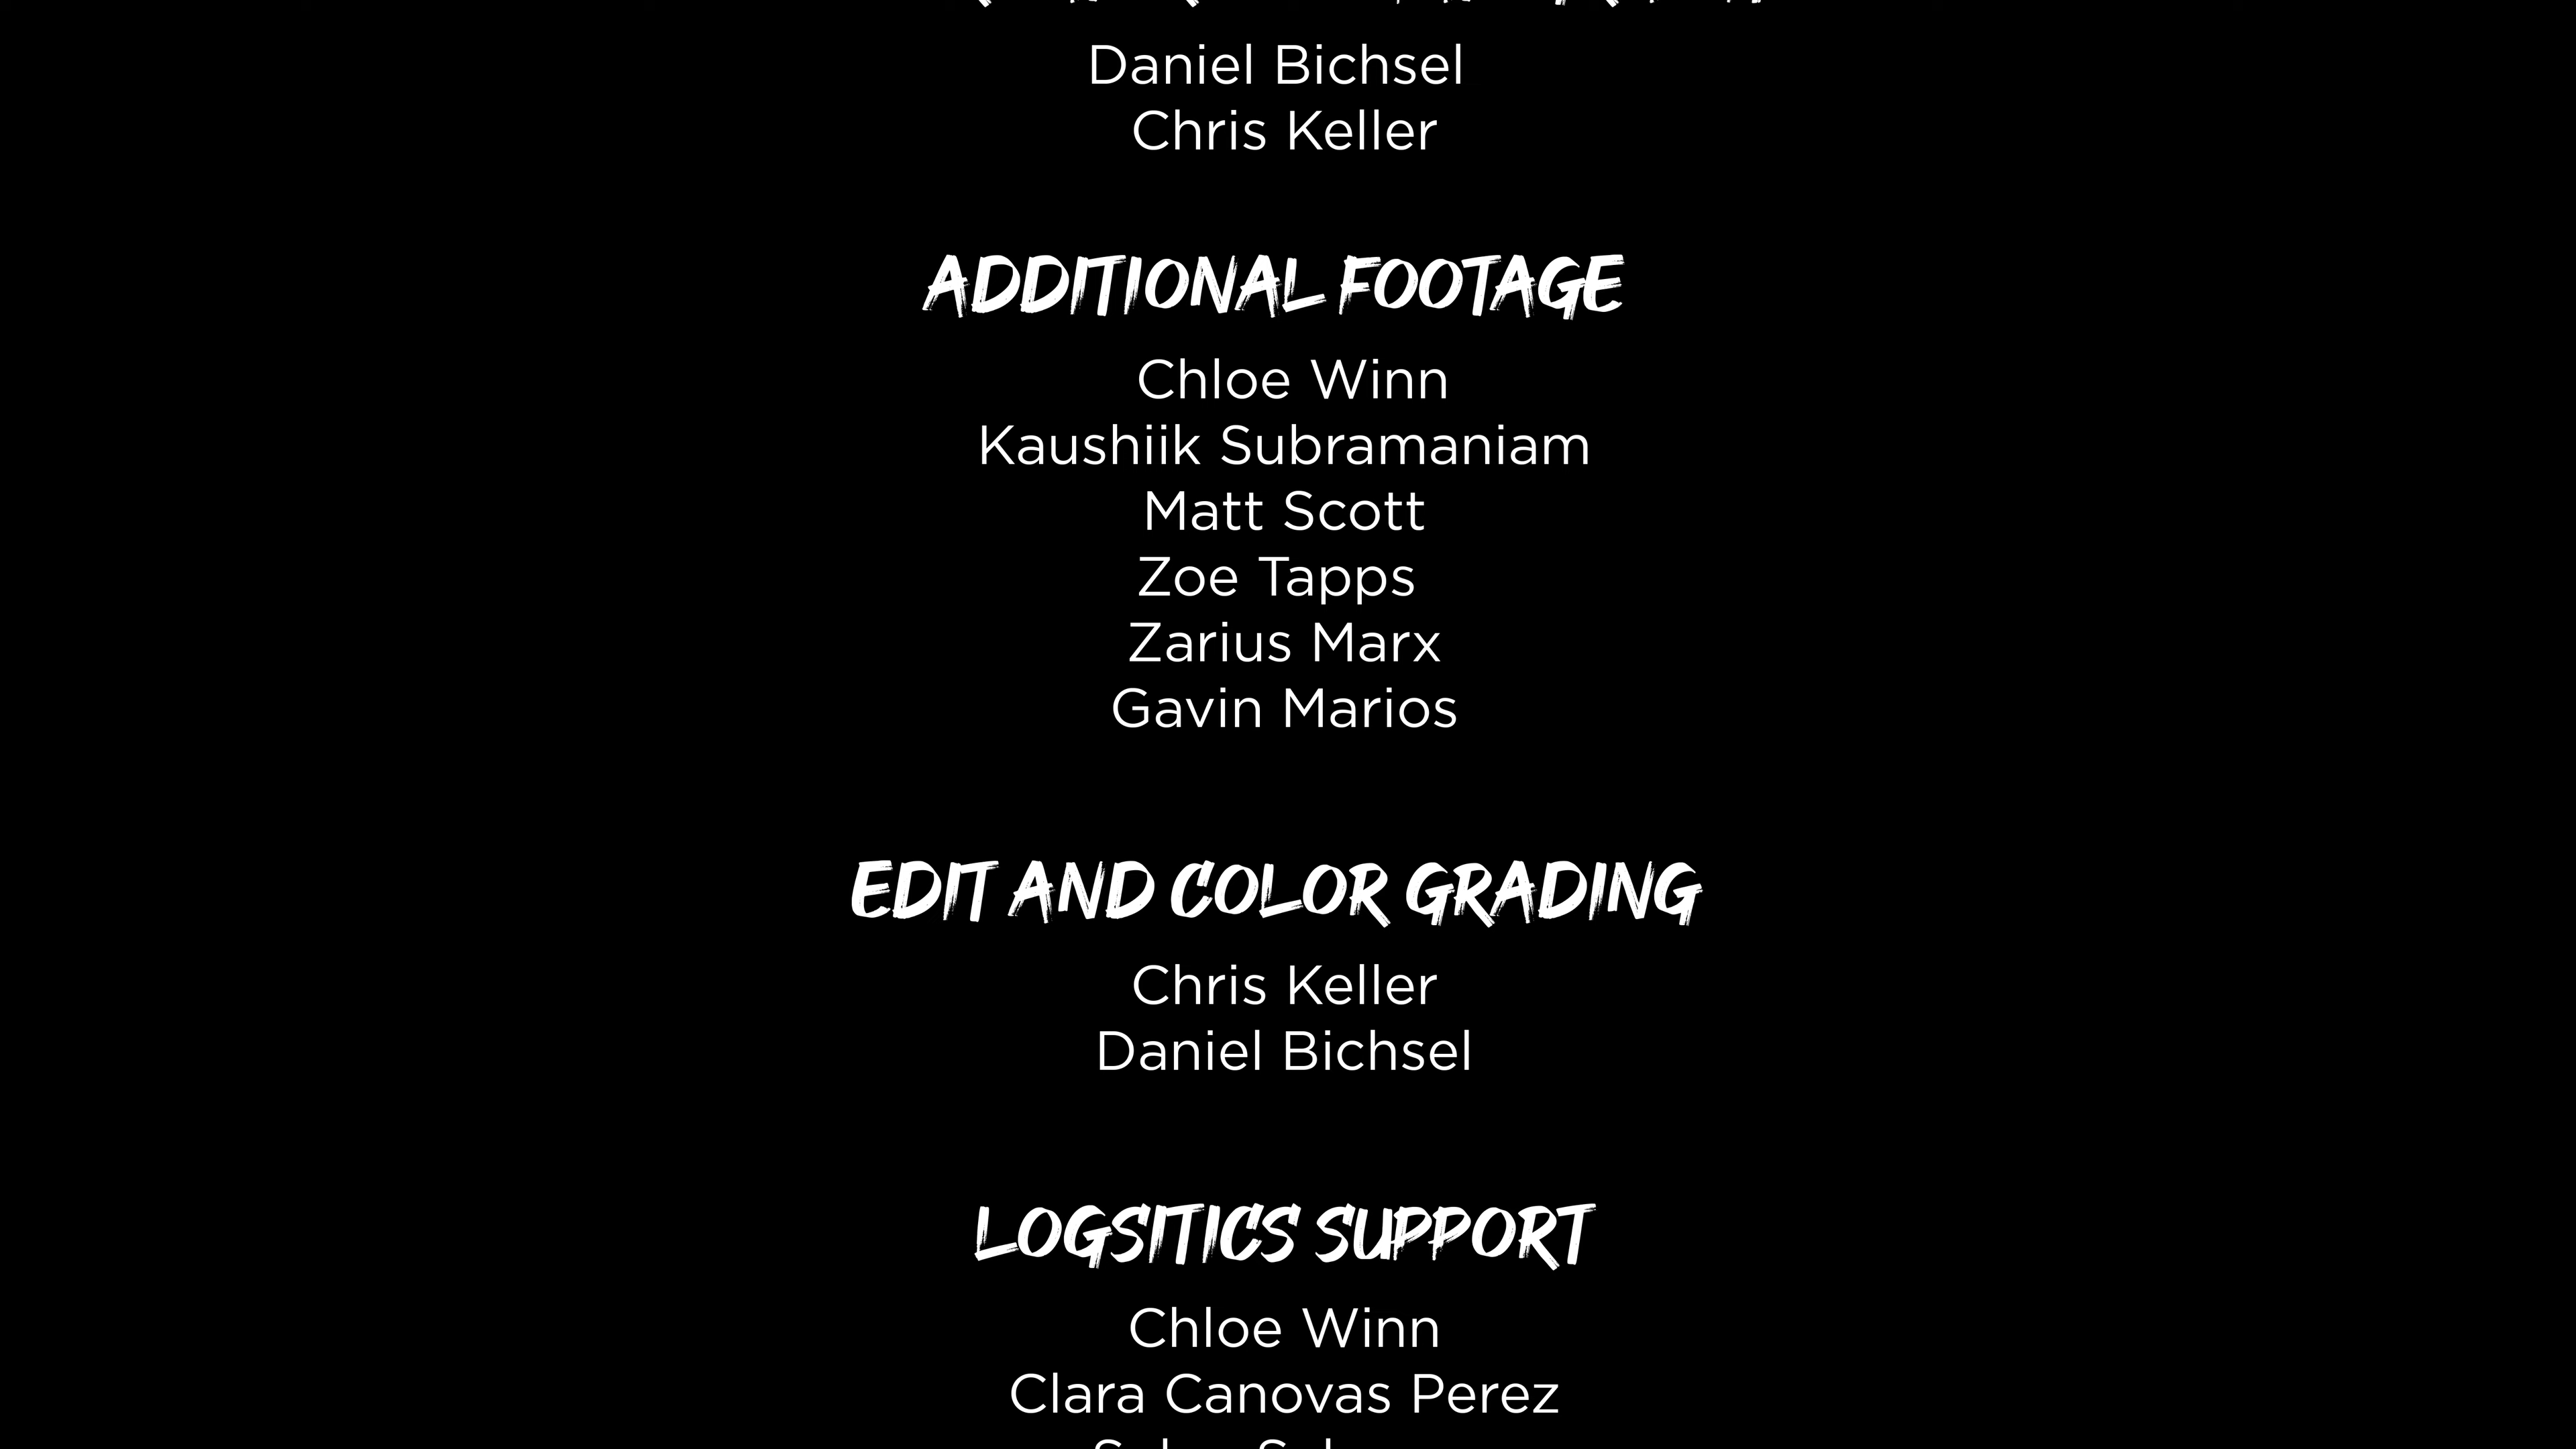 Daniel Bichsel
Chris Keller
ADDITIONAL FOOTAGE
Chloe Winn
Kaushiik Subramaniam
Matt Scott
Zoe Tapps
Zarius Marx
Gavin Marios
EDIT AND COLOR GRADING
Chris Keller
Daniel Bichsel
LOGSITICS SUPPORT
Chloe Winn
Clara Canovas Perez